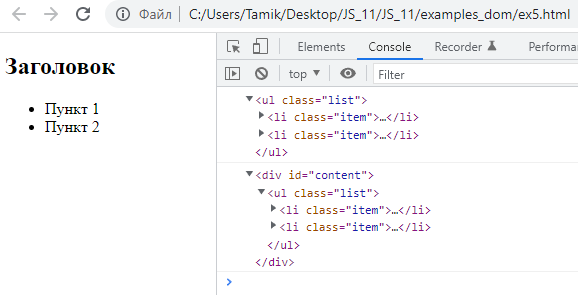 Файл C:/Users/Tamik/Desktop/JS_11/JS_11/examples_dom/ex5.html
Elements Console Recorder Performa
top Filter
Заголовок
Пункт 1
Пункт 2
<ul class="list">
<li class="item">…</li>
<li class="item">…</li>
</ul>
<div id="content">
<ul class="list">
<li class="item">…</li>
<li class="item">…</li>
</ul>
</div>